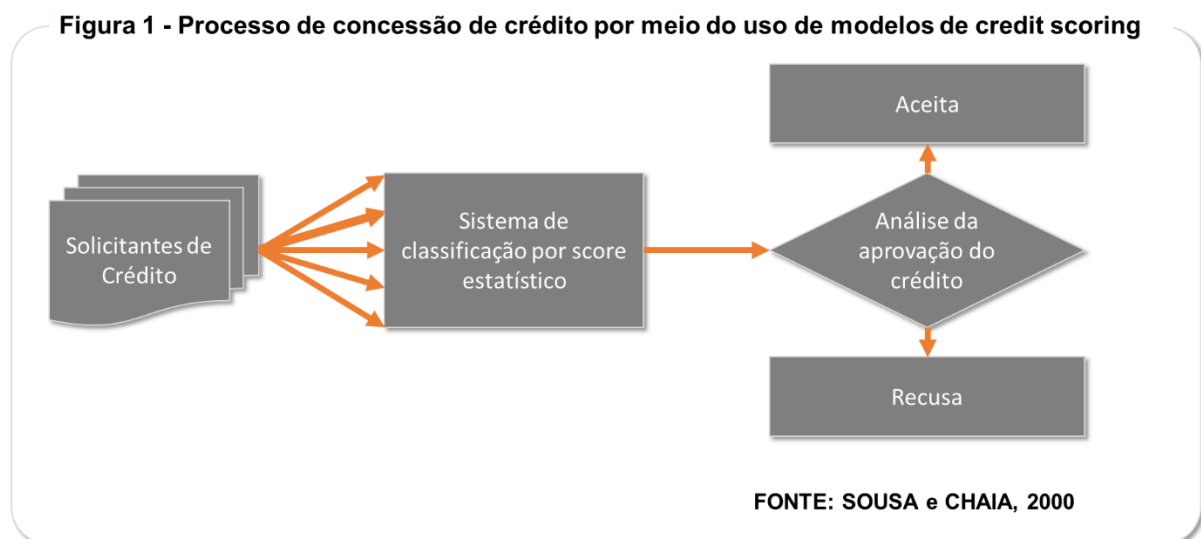 Figura 1 - Processo de concessão de crédito por meio do uso de modelos de credit scoring
Solicitantes de
Crédito
Sistema de
classificação por score
estatístico
Aceita
Análise da
aprovação do
crédito
Recusa
FONTE: SOUSA e CHAIA, 2000